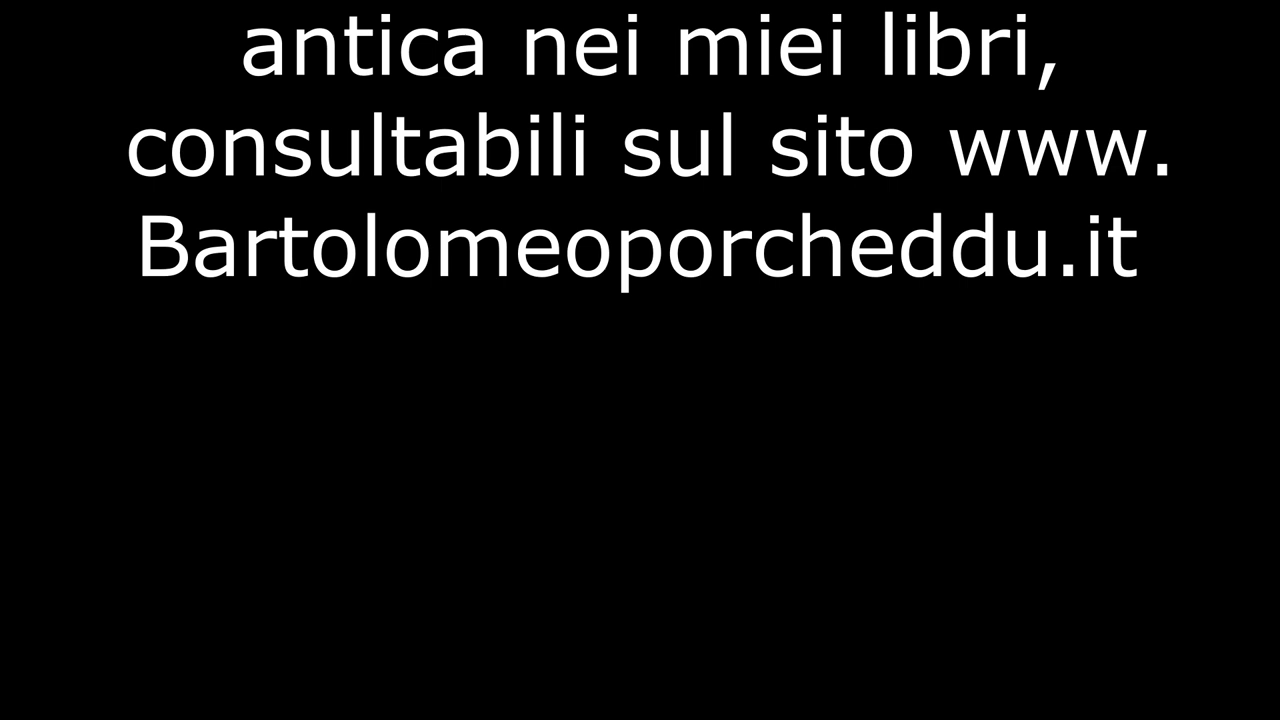 antica nei miei libri,
consultabili sul sito www.
Bartolomeoporcheddu.it